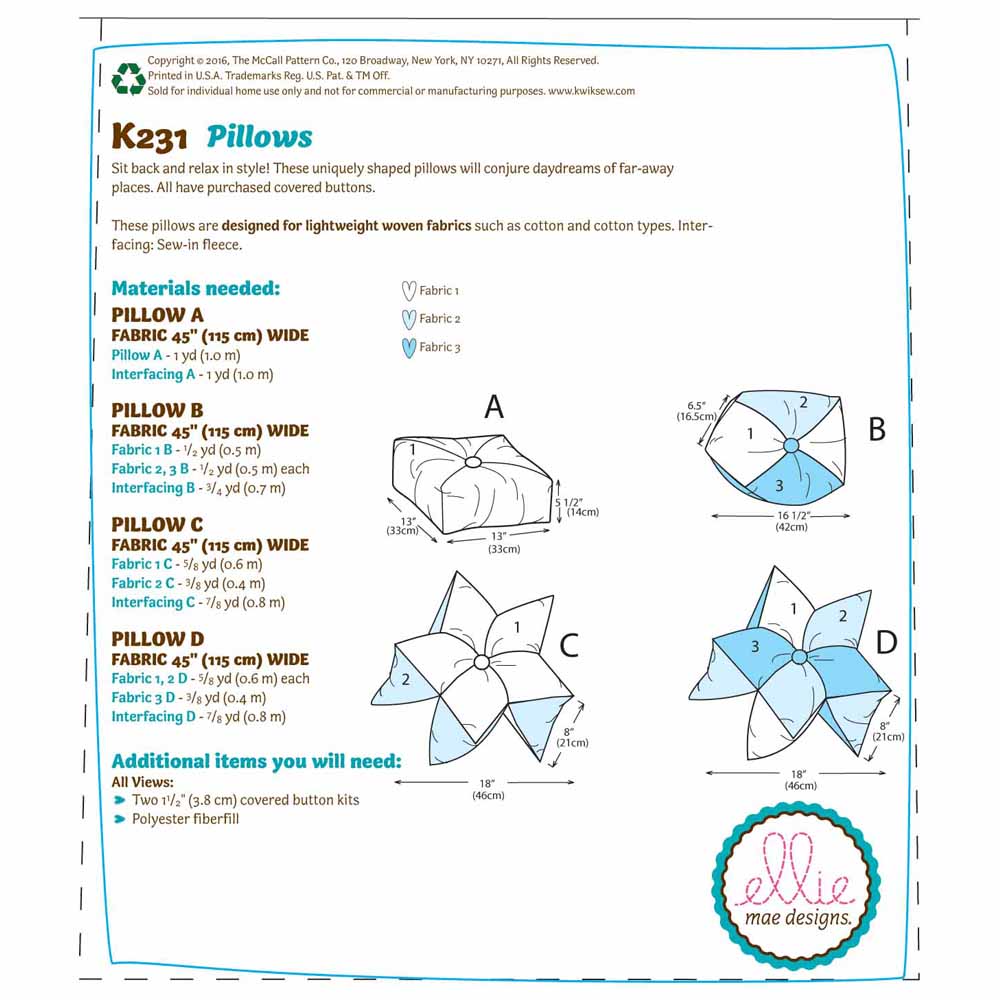 Copyright © 2016, The McCall Pattern Co., 120 Broadway, New York, NY 10271, All Rights Reserved.
Printed in U.S.A. Trademarks Reg. U.S. Pat. & TM Off.
Sold for individual home use only and not for commercial or manufacturing purposes. www.kwiksew.com
K231 Pillows
Sit back and relax in style! These uniquely shaped pillows will conjure daydreams of far-away
places. All have purchased covered buttons.
These pillows are designed for lightweight woven fabrics such as cotton and cotton types. Inter-
facing: Sew-in fleece.
Materials needed:
PILLOW A
FABRIC 45" (115 cm) WIDE
Pillow A - 1 yd (1.0 m)
Interfacing A - 1 yd (1.0 m)
PILLOW B
FABRIC 45" (115 cm) WIDE
Fabric 1 B - 1/2 yd (0.5 m)
Fabric 2, 3 B - 1/2 yd (0.5 m) each
Interfacing B - 3/4 yd (0.7 m)
PILLOW C
FABRIC 45" (115 cm) WIDE
Fabric 1 C - 5/8 yd (0.6 m)
Fabric 2 C - 3/8 yd (0.4 m)
Interfacing C - 7/8 yd (0.8 m)
PILLOW D
FABRIC 45" (115 cm) WIDE
Fabric 1, 2 D - 5/8 yd (0.6 m) each
Fabric 3 D - 3/8 yd (0.4 m)
Interfacing D - 7/8 yd (0.8 m)
Additional items you will need:
All Views:
Two 1 1/2" (3.8 cm) covered button kits
Polyester fiberfill
Fabric 1
Fabric 2
Fabric 3
A
1
5 1/2"
(14cm)
13"
(33cm)
13"
(33cm)
B
6.5"
(16.5cm)
2
1
3
16 1/2"
(42cm)
C
1
2
8"
(21cm)
18"
(46cm)
D
1
2
3
8"
(21cm)
18"
(46cm)
ellie
mae designs.